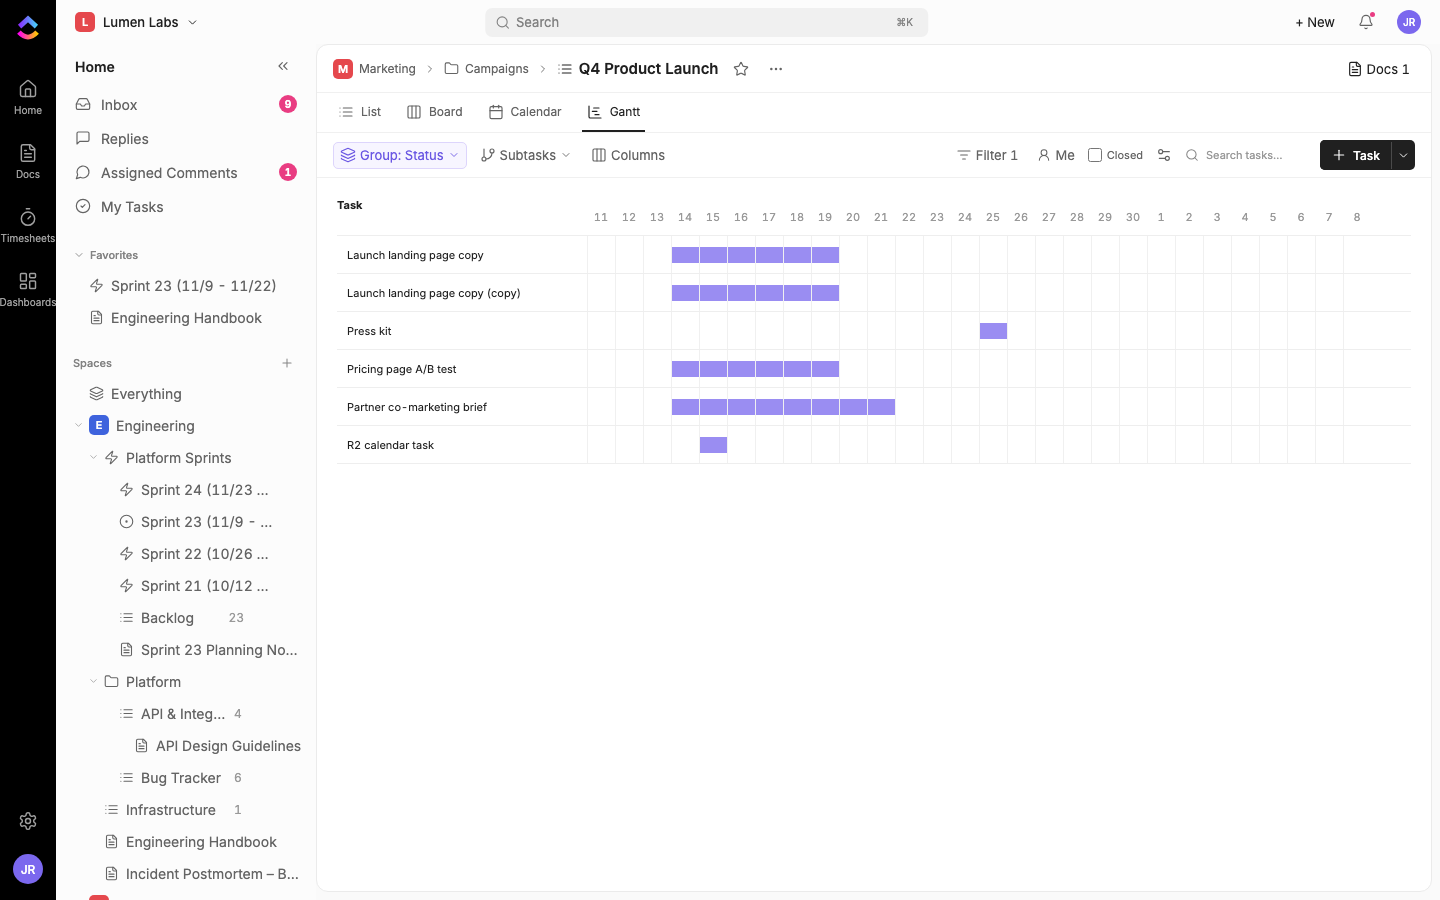 L Lumen Labs
Search ⌘K
+ New
JR
Home
Docs
Timesheets
Dashboards
JR
Home
Inbox 9
Replies
Assigned Comments 1
My Tasks
Favorites
Sprint 23 (11/9 - 11/22)
Engineering Handbook
Spaces
Everything
E Engineering
Platform Sprints
Sprint 24 (11/23 ...
Sprint 23 (11/9 - ...
Sprint 22 (10/26 ...
Sprint 21 (10/12 ...
Backlog 23
Sprint 23 Planning No...
Platform
API & Integ... 4
API Design Guidelines
Bug Tracker 6
Infrastructure 1
Engineering Handbook
Incident Postmortem – B...
M Marketing Campaigns Q4 Product Launch
Docs 1
List Board Calendar Gantt
Group: Status Subtasks Columns
Filter 1 Me Closed Search tasks... Task
Task
11 12 13 14 15 16 17 18 19 20 21 22 23 24 25 26 27 28 29 30 1 2 3 4 5 6 7 8
Launch landing page copy
Launch landing page copy (copy)
Press kit
Pricing page A/B test
Partner co-marketing brief
R2 calendar task